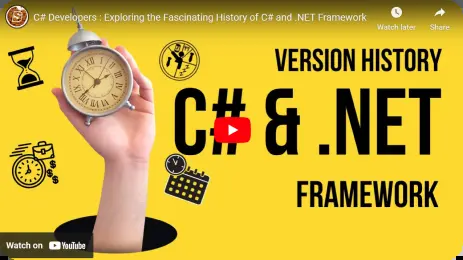 C# Developers : Exploring the Fascinating History of C# and .NET Framework
Watch later
Share
VERSION HISTORY
C# & .NET
FRAMEWORK
Watch on YouTube